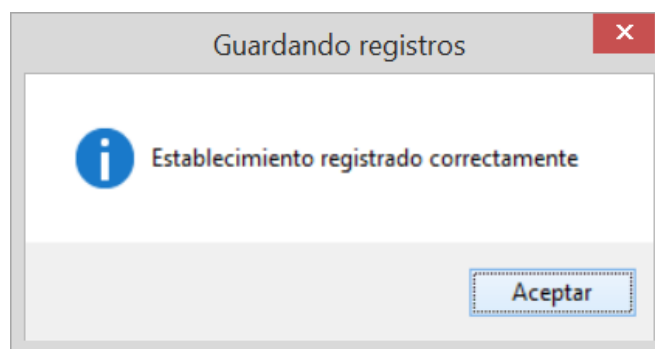 Guardando registros
Establecimiento registrado correctamente
Aceptar